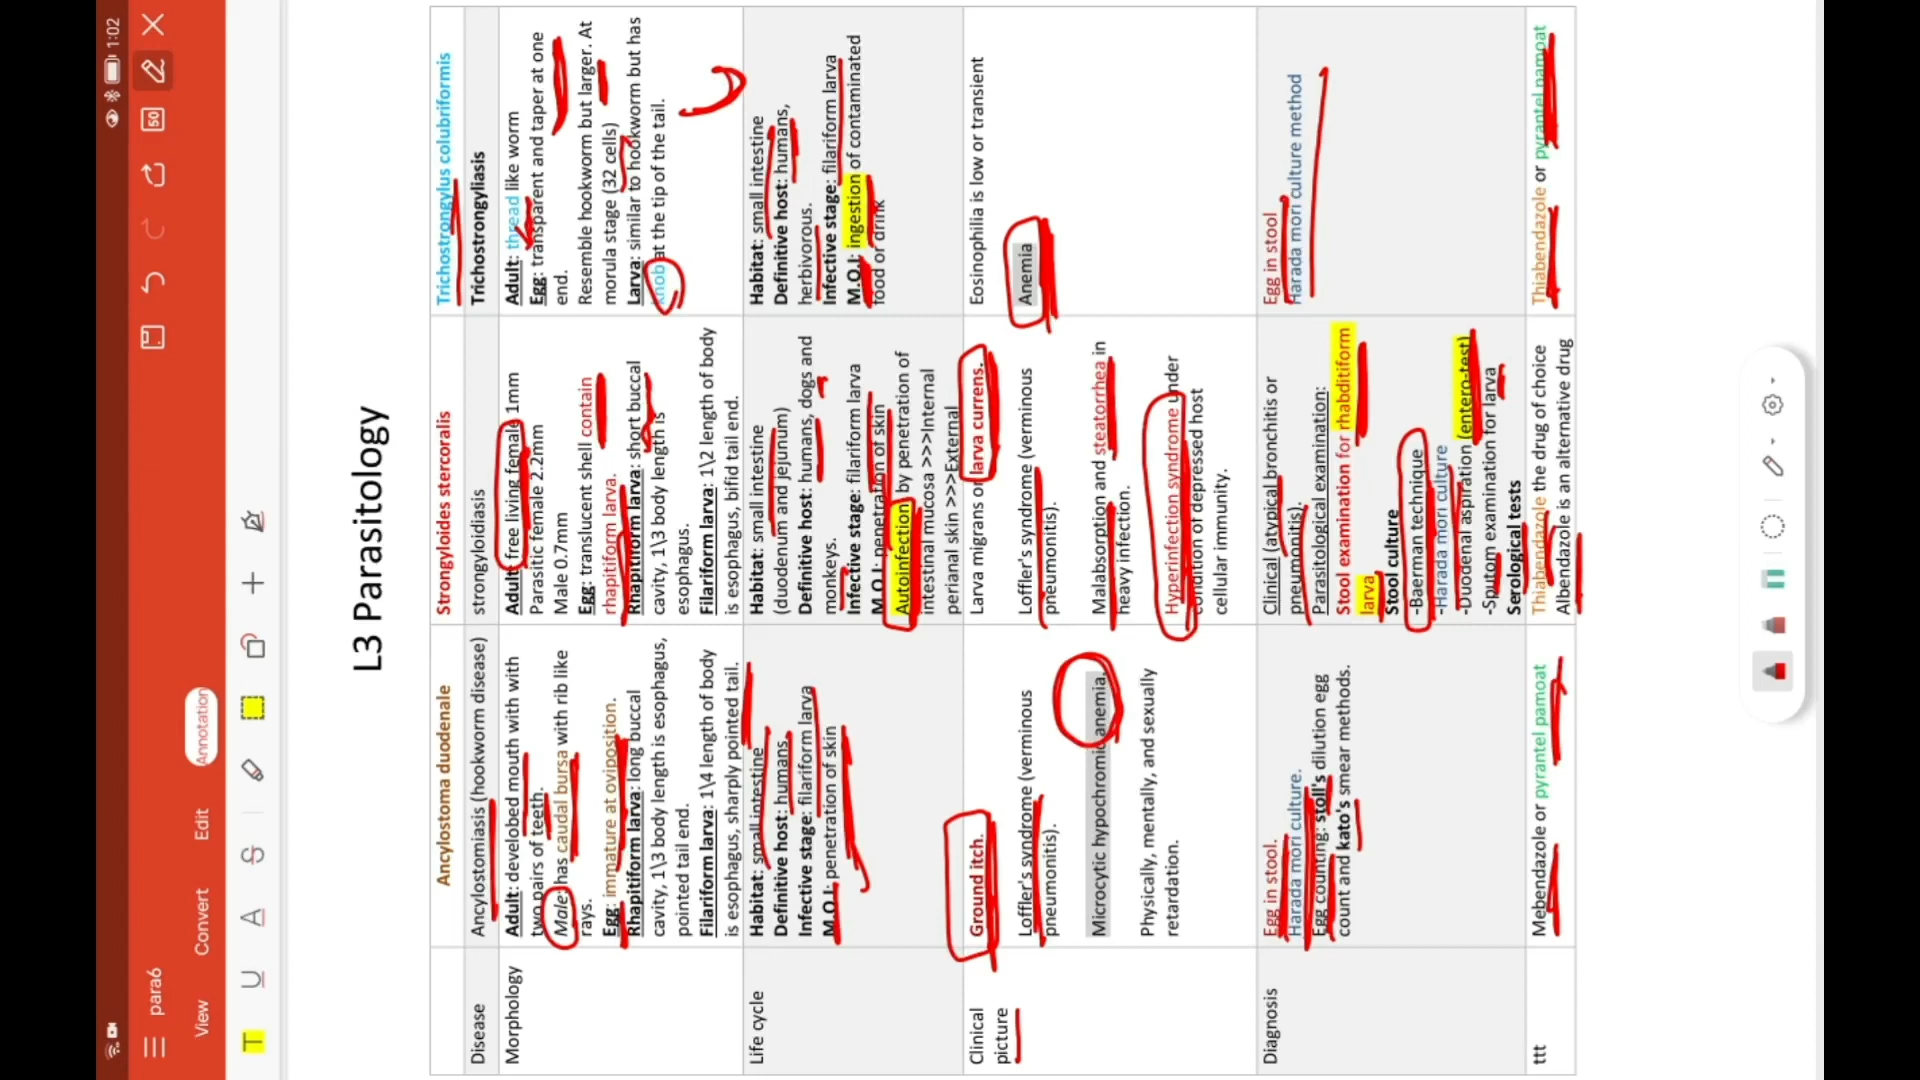 1:02
para6
50
View
Convert
Edit
Annotation
T
U
A
S
L3 Parasitology
Ancylostoma duodenale
Strongyloides stercoralis
Trichostrongylus colubriformis
Disease
Ancylostomiasis (hookworm disease)
strongyloidiasis
Trichostrongyliasis
Morphology
Adult: develobed mouth with with
two pairs of teeth.
Male: has caudal bursa with rib like
rays.
Egg: immature at oviposition.
Rhapitiform larva: long buccal
cavity, 1\3 body length is esophagus,
pointed tail end.
Filariform larva: 1\4 length of body
is esophagus, sharply pointed tail.
Adult: free living female 1mm
Parasitic female 2.2mm
Male 0.7mm
Egg: translucent shell contain
rhapitiform larva.
Rhapitiform larva: short buccal
cavity, 1\3 body length is
esophagus.
Filariform larva: 1\2 length of body
is esophagus, bifid tail end.
Adult: thread like worm
Egg: transparent and taper at one
end.
Resemble hookworm but larger. At
morula stage (32 cells)
Larva: similar to hookworm but has
knob at the tip of the tail.
Life cycle
Habitat: small intestine
Definitive host: humans
Infective stage: filariform larva
M.O.I: penetration of skin
Habitat: small intestine
(duodenum and jejunum)
Definitive host: humans, dogs and
monkeys.
Infective stage: filariform larva
M.O.I: penetration of skin
Autoinfection by penetration of
intestinal mucosa >>>Internal
perianal skin >>>External
Habitat: small intestine
Definitive host: humans,
herbivorous.
Infective stage: filariform larva
M.O.I: ingestion of contaminated
food or drink
Clinical
picture
Ground itch.
Loffler's syndrome (verminous
pneumonitis).
Microcytic hypochromic anemia.
Physically, mentally, and sexually
retardation.
Larva migrans or larva currens.
Loffler's syndrome (verminous
pneumonitis).
Malabsorption and steatorrhea in
heavy infection.
Hyperinfection syndrome under
condition of depressed host
cellular immunity.
Eosinophilia is low or transient
Anemia
Diagnosis
Egg in stool.
Harada mori culture.
Egg counting: stoll's dilution egg
count and kato's smear methods.
Clinical (atypical bronchitis or
pneumonitis).
Parasitological examination:
Stool examination for rhabditiform
larva
Stool culture
-Baerman technique
-Harada mori culture
-Duodenal aspiration (entero-test)
-Sputom examination for larva
Serological tests
Egg in stool
Harada mori culture method
ttt
Mebendazole or pyrantel pamoat
Thiabendazole the drug of choice
Albendazole is an alternative drug
Thiabendazole or pyrantel pamoat